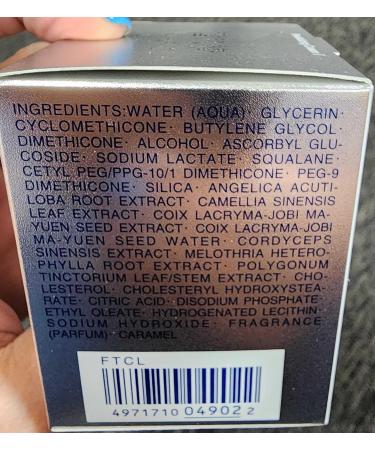 INGREDIENTS:WATER (AQUA)· GLYCERIN·
CYCLOMETHICONE· BUTYLENE GLYCOL·
DIMETHICONE· ALCOHOL· ASCORBYL GLU-
COSIDE· SODIUM LACTATE· SQUALANE·
CETYL PEG/PPG-10/1 DIMETHICONE· PEG-9
DIMETHICONE· SILICA· ANGELICA ACUTI-
LOBA ROOT EXTRACT· CAMELLIA SINENSIS
LEAF EXTRACT· COIX LACRYMA-JOBI MA-
YUEN SEED EXTRACT· COIX LACRYMA-JOBI
MA-YUEN SEED WATER· CORDYCEPS
SINENSIS EXTRACT· MELOTHRIA HETERO-
PHYLLA ROOT EXTRACT· POLYGONUM
TINCTORIUM LEAF/STEM EXTRACT· CHO-
LESTEROL· CHOLESTERYL HYDROXYSTEA-
RATE· CITRIC ACID· DISODIUM PHOSPHATE·
ETHYL OLEATE· HYDROGENATED LECITHIN·
SODIUM HYDROXIDE· FRAGRANCE
(PARFUM)· CARAMEL·
FTCL
4971710 049022